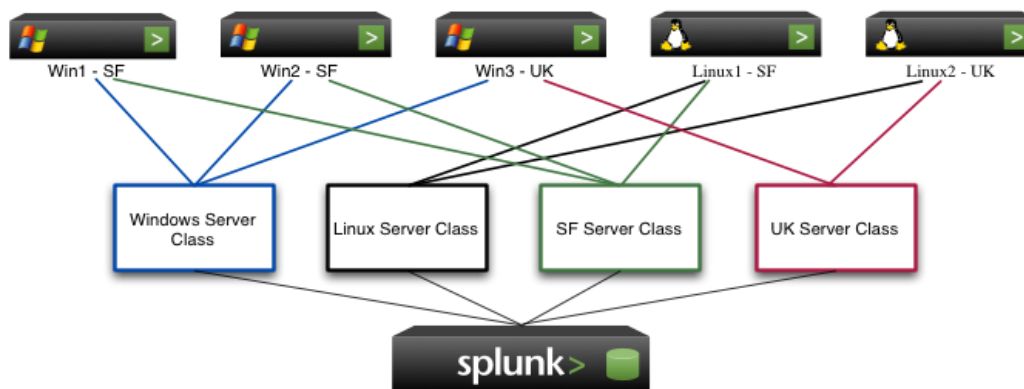 Win1 - SF
Win2 - SF
Win3 - UK
Linux1 - SF
Linux2 - UK
Windows Server
Class
Linux Server Class
SF Server Class
UK Server Class
splunk>